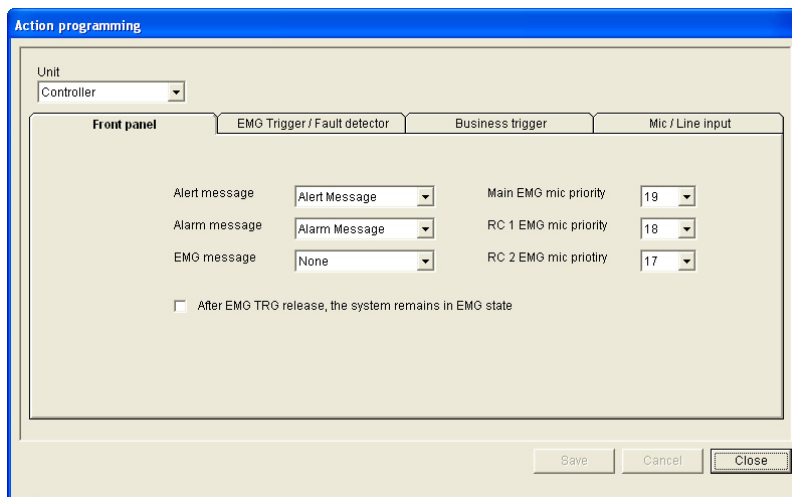 Action programming
Unit
Controller
Front panel
EMG Trigger / Fault detector
Business trigger
Mic / Line input
Alert message
Alert Message
Main EMG mic priority
19
Alarm message
Alarm Message
RC 1 EMG mic priority
18
EMG message
None
RC 2 EMG mic priotiry
17
After EMG TRG release, the system remains in EMG state
Save
Cancel
Close